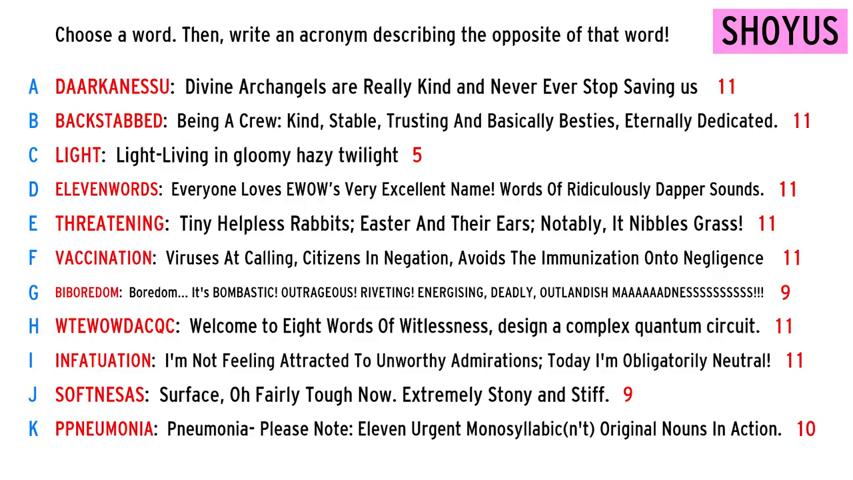 Choose a word. Then, write an acronym describing the opposite of that word!
SHOYUS
A DAARKANESSU: Divine Archangels are Really Kind and Never Ever Stop Saving us 11
B BACKSTABBED: Being A Crew: Kind, Stable, Trusting And Basically Besties, Eternally Dedicated. 11
C LIGHT: Light-Living in gloomy hazy twilight 5
D ELEVENWORDS: Everyone Loves EWOW's Very Excellent Name! Words Of Ridiculously Dapper Sounds. 11
E THREATENING: Tiny Helpless Rabbits; Easter And Their Ears; Notably, It Nibbles Grass! 11
F VACCINATION: Viruses At Calling, Citizens In Negation, Avoids The Immunization Onto Negligence 11
G BIBOREDOM: Boredom... It's BOMBASTIC! OUTRAGEOUS! RIVETING! ENERGISING, DEADLY, OUTLANDISH MAAAAAADNESSSSSSSSSS!!! 9
H WTEWOWDACQC: Welcome to Eight Words Of Witlessness, design a complex quantum circuit. 11
I INFATUATION: I'm Not Feeling Attracted To Unworthy Admirations; Today I'm Obligatorily Neutral! 11
J SOFTNESAS: Surface, Oh Fairly Tough Now. Extremely Stony and Stiff. 9
K PPNEUMONIA: Pneumonia- Please Note: Eleven Urgent Monosyllabic(n't) Original Nouns In Action. 10